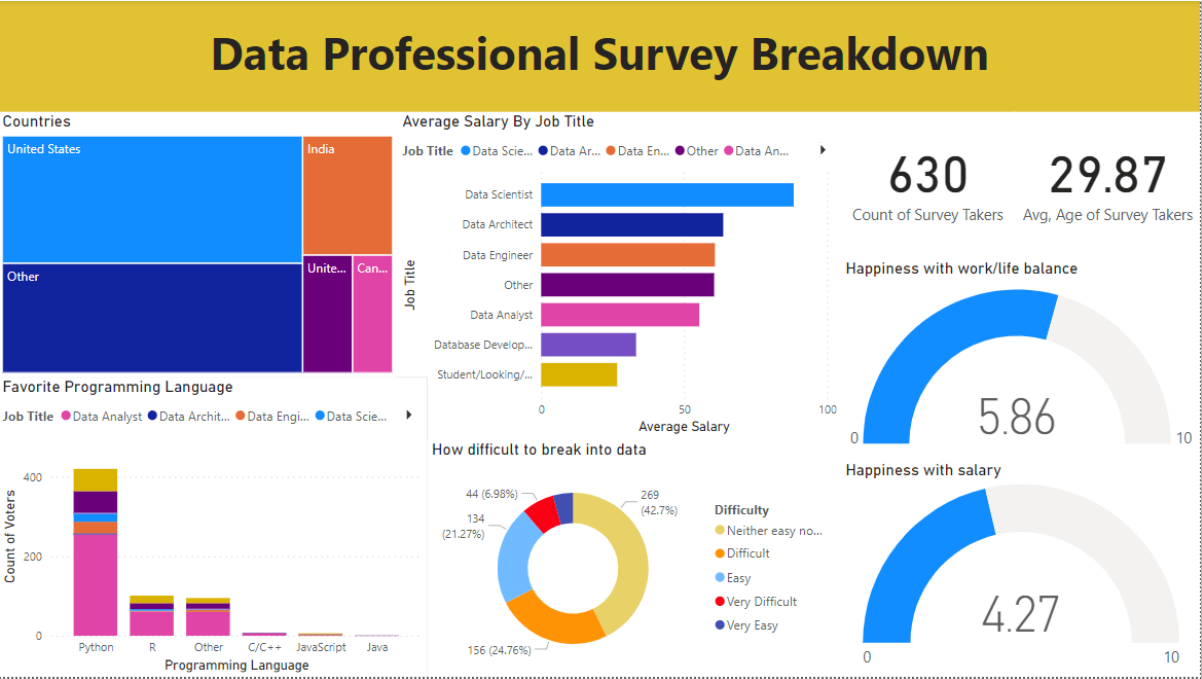 Data Professional Survey Breakdown
Countries
United States
India
Other
Unite...
Can...
Average Salary By Job Title
Job Title Data Scie... Data Ar... Data En... Other Data An...
Job Title
Data Scientist
Data Architect
Data Engineer
Other
Data Analyst
Database Develop...
Student/Looking/...
0 50 100
Average Salary
630
Count of Survey Takers
29.87
Avg, Age of Survey Takers
Happiness with work/life balance
5.86
0 10
Happiness with salary
4.27
0 10
Favorite Programming Language
Job Title Data Analyst Data Archit... Data Engi... Data Scie...
Count of Voters
400
200
0
Python R Other C/C++ JavaScript Java
Programming Language
How difficult to break into data
44 (6.98%)
269
(42.7%)
134
(21.27%)
156 (24.76%)
Difficulty
Neither easy no...
Difficult
Easy
Very Difficult
Very Easy